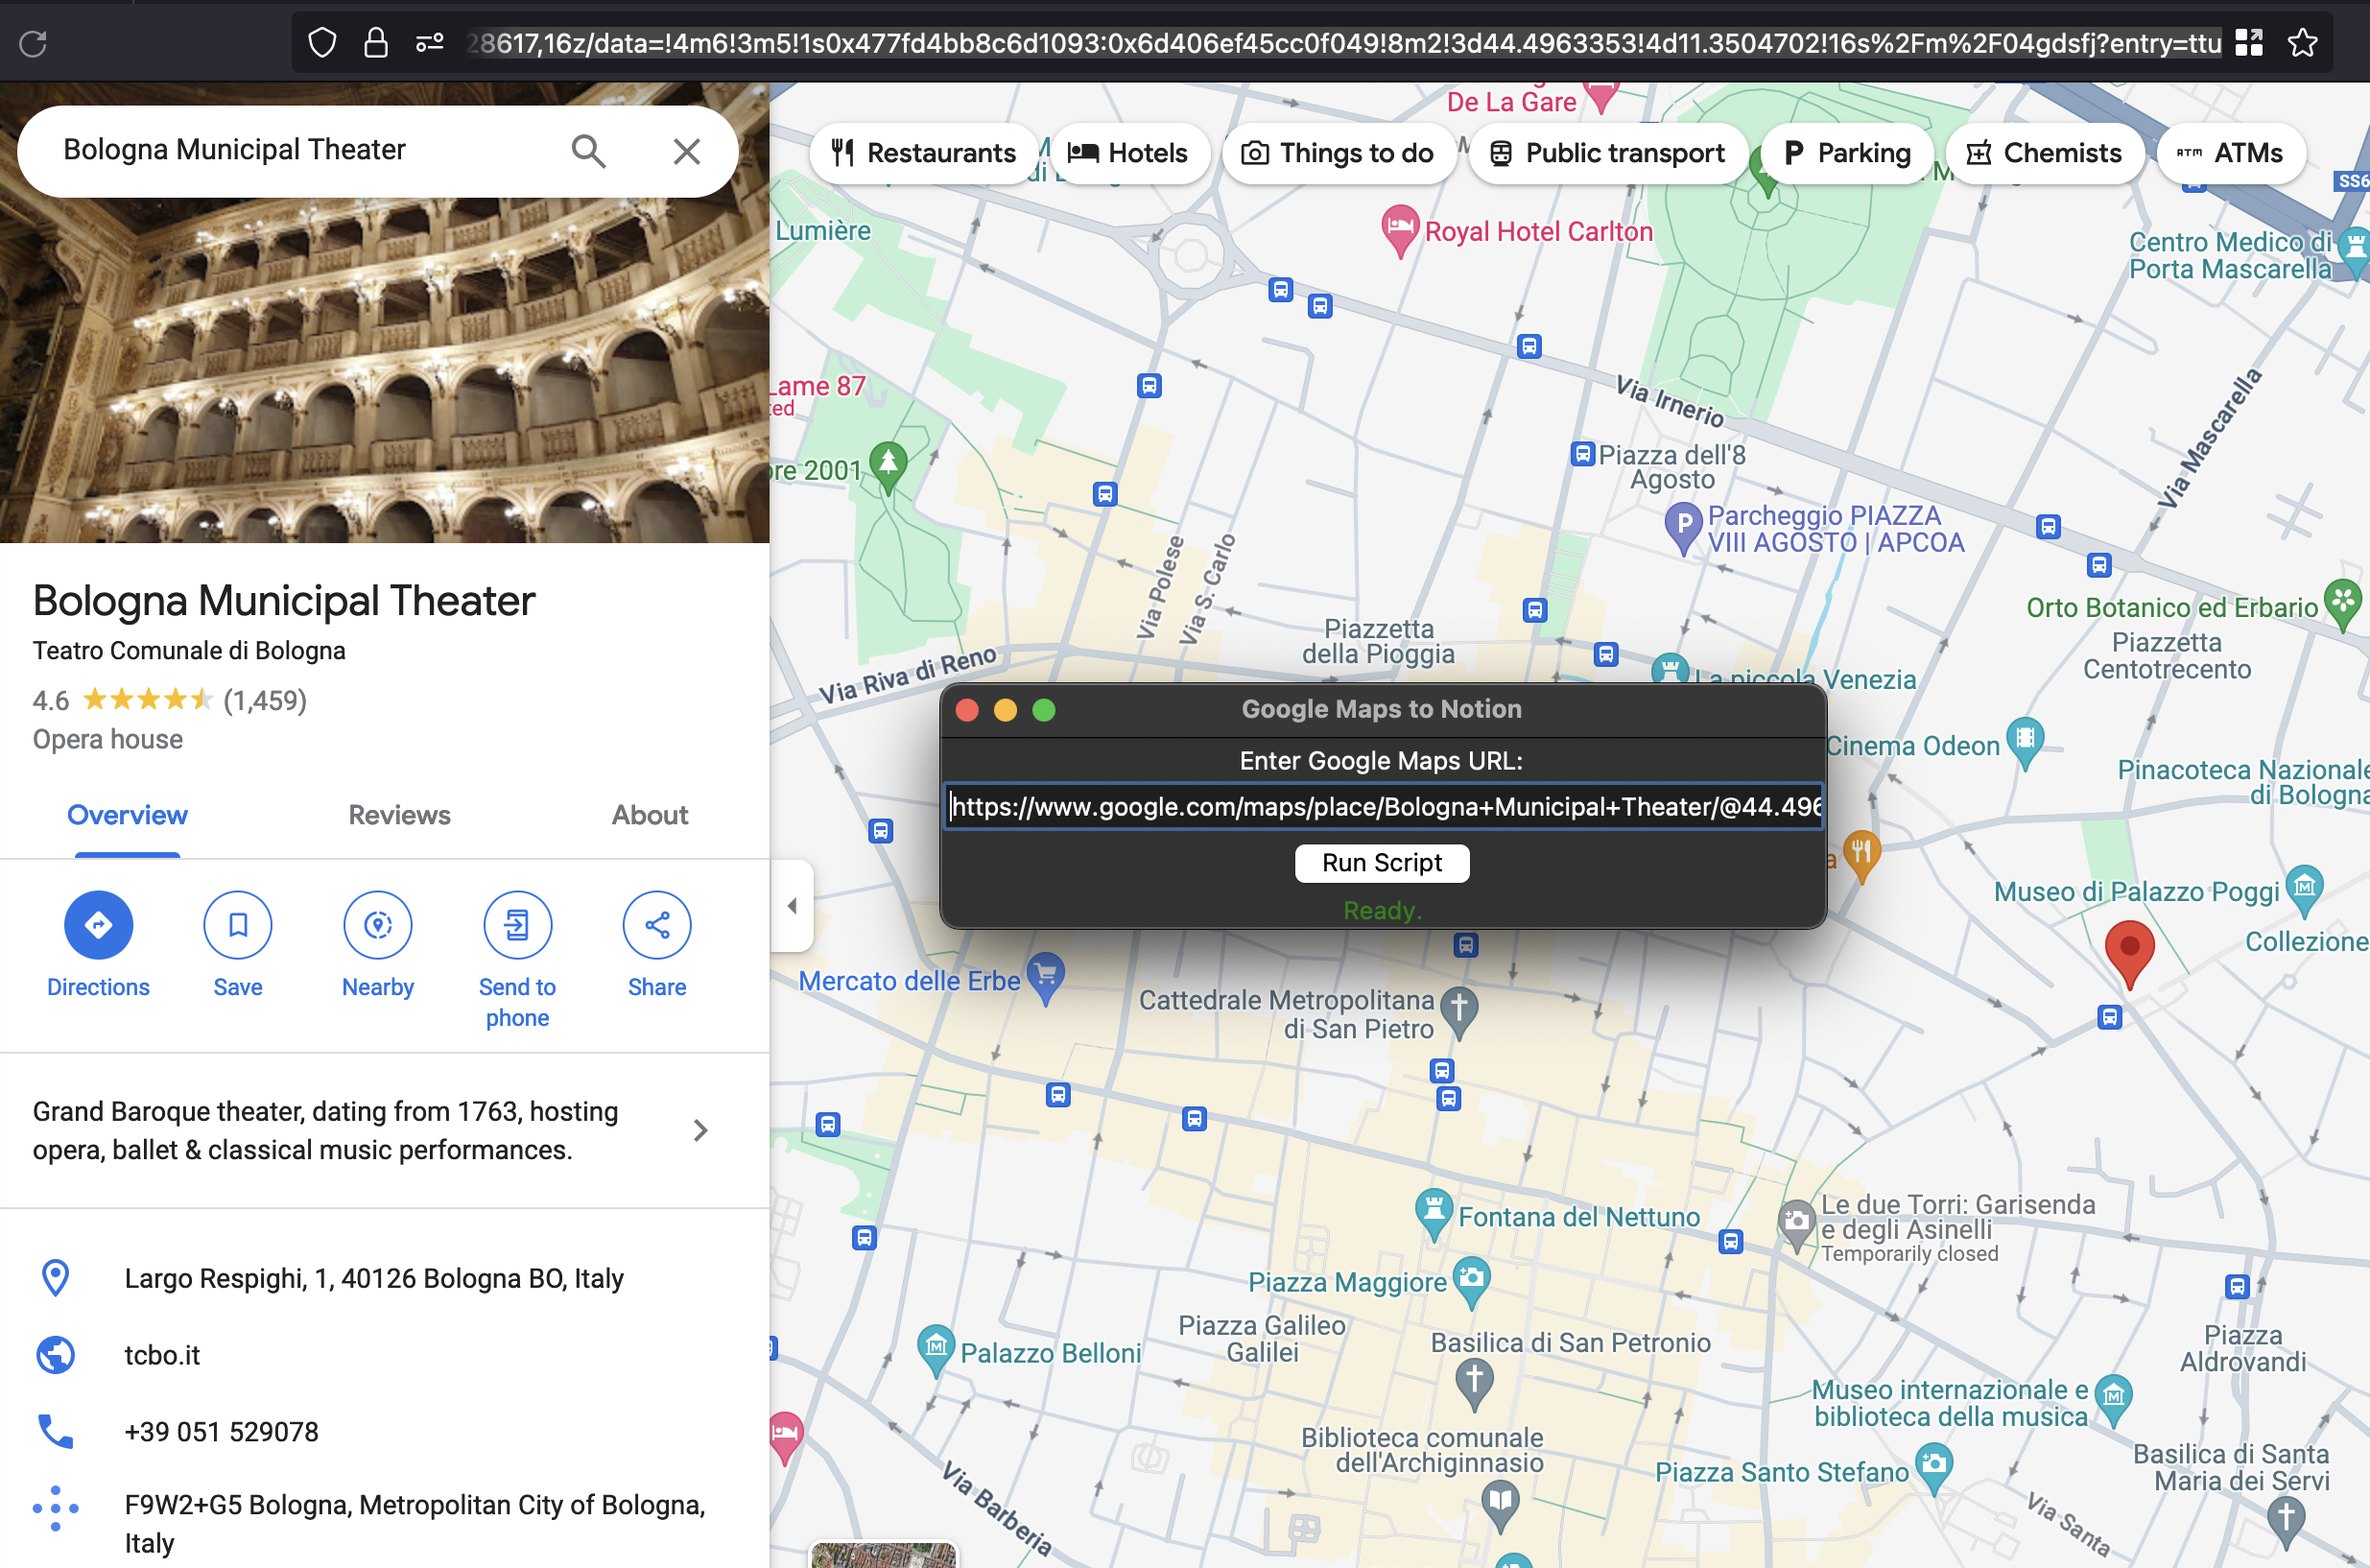 28617,16z/data=!4m6!3m5!1s0x477fd4bb8c6d1093:0x6d406ef45cc0f049!8m2!3d44.4963353!4d11.3504702!16s%2Fm%2F04gdsfj?entry=ttu
Bologna Municipal Theater
Restaurants
Hotels
Things to do
Public transport
Parking
Chemists
ATMs
Bologna Municipal Theater
Teatro Comunale di Bologna
4.6 (1,459)
Opera house
Overview
Reviews
About
Directions
Save
Nearby
Send to
phone
Share
Grand Baroque theater, dating from 1763, hosting
opera, ballet & classical music performances.
Largo Respighi, 1, 40126 Bologna BO, Italy
tcbo.it
+39 051 529078
F9W2+G5 Bologna, Metropolitan City of Bologna,
Italy
De La Gare
Lumière
Royal Hotel Carlton
Centro Medico di
Porta Mascarella
SS6
Lame 87
ted
re 2001
Via Irnerio
Via Mascarella
Piazza dell'8
Agosto
Parcheggio PIAZZA
VIII AGOSTO | APCOA
Via Polese
Via S. Carlo
Via Riva di Reno
Piazzetta
della Pioggia
La piccola Venezia
Orto Botanico ed Erbario
Piazzetta
Centotrecento
Google Maps to Notion
Enter Google Maps URL:
https://www.google.com/maps/place/Bologna+Municipal+Theater/@44.496
Run Script
Ready.
Cinema Odeon
Pinacoteca Nazionale
di Bologna
a
Museo di Palazzo Poggi
Collezione
Mercato delle Erbe
Cattedrale Metropolitana
di San Pietro
Fontana del Nettuno
Le due Torri: Garisenda
e degli Asinelli
Temporarily closed
Piazza Maggiore
Piazza Galileo
Galilei
Palazzo Belloni
Basilica di San Petronio
Piazza
Aldrovandi
Museo internazionale e
biblioteca della musica
Biblioteca comunale
dell'Archiginnasio
Piazza Santo Stefano
Basilica di Santa
Maria dei Servi
Via Barberia
Via Santa